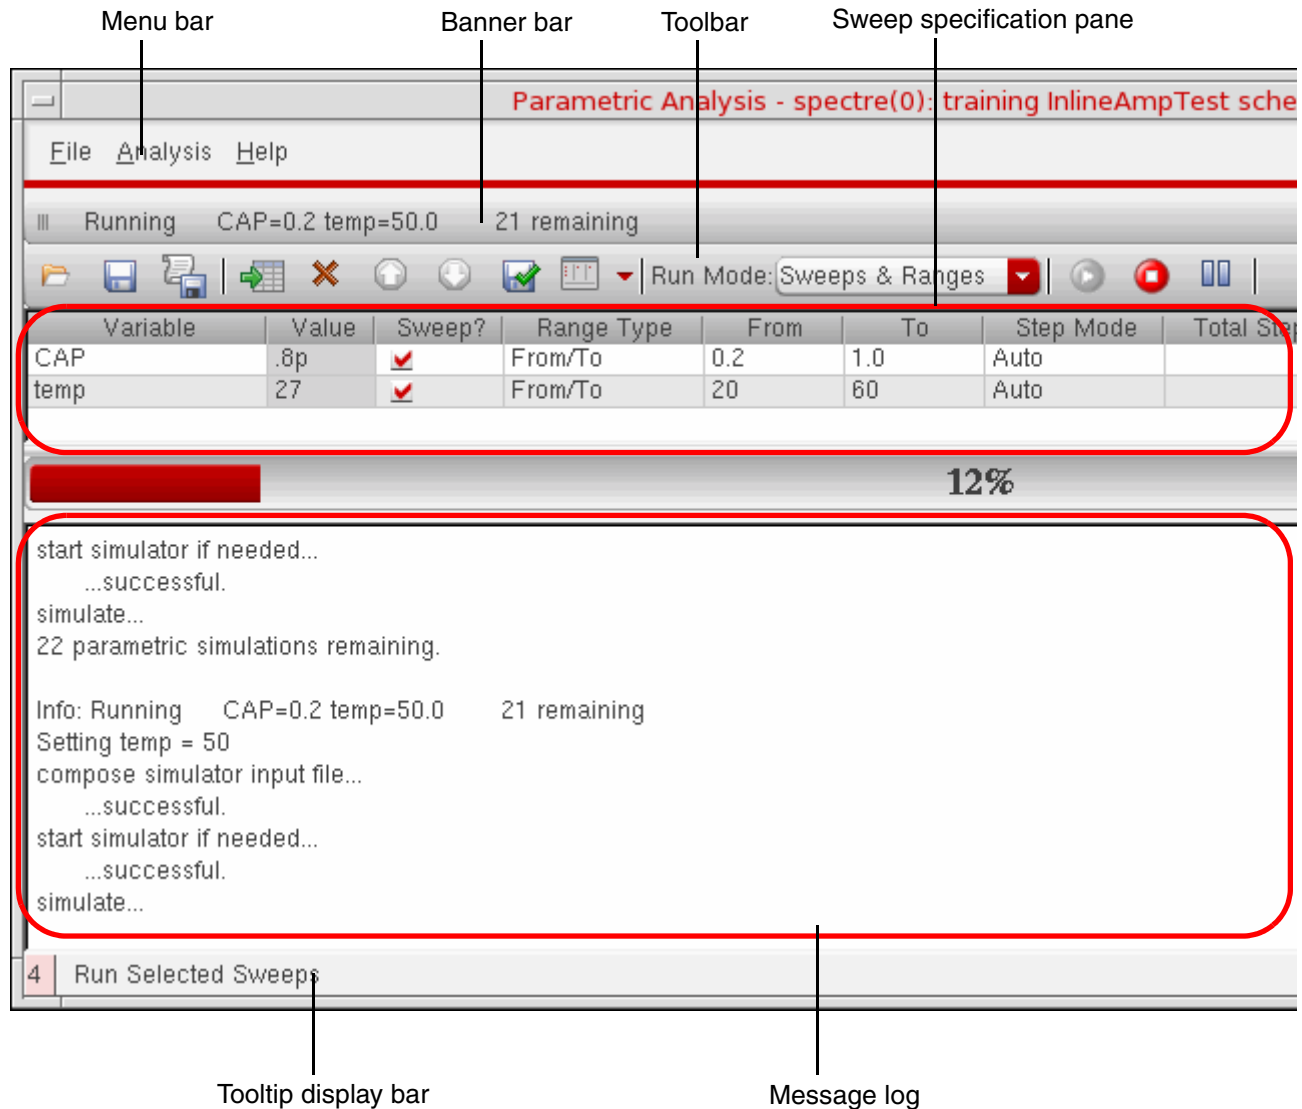 Menu bar
Banner bar
Toolbar
Sweep specification pane
Parametric Analysis - spectre(0): training InlineAmpTest sche
File Analysis Help
Running CAP=0.2 temp=50.0 21 remaining
Run Mode: Sweeps & Ranges
Variable Value Sweep? Range Type From To Step Mode Total Step
CAP .8p From/To 0.2 1.0 Auto
temp 27 From/To 20 60 Auto
12%
start simulator if needed...
...successful.
simulate...
22 parametric simulations remaining.
Info: Running CAP=0.2 temp=50.0 21 remaining
Setting temp = 50
compose simulator input file...
...successful.
start simulator if needed...
...successful.
simulate...
4 Run Selected Sweeps
Tooltip display bar
Message log